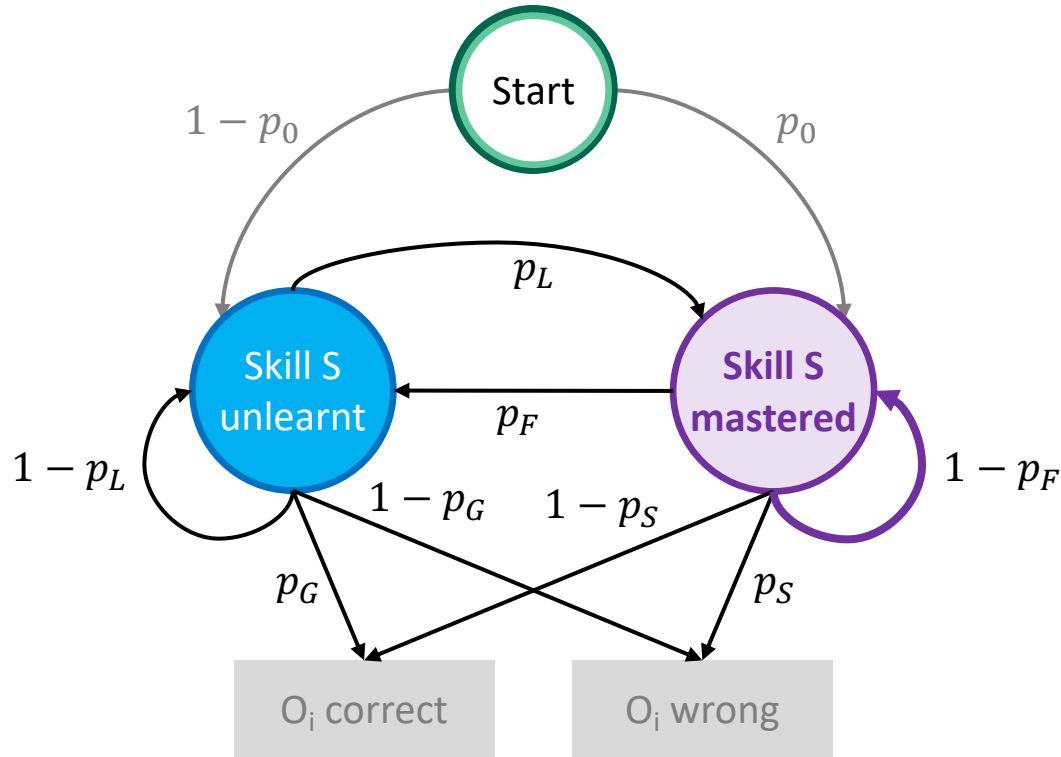 Start
1 − p₀
p₀
p_L
Skill S
unlearnt
Skill S
mastered
p_F
1 − p_L
1 − p_F
1 − p_G
1 − p_S
p_G
p_S
Oᵢ correct
Oᵢ wrong